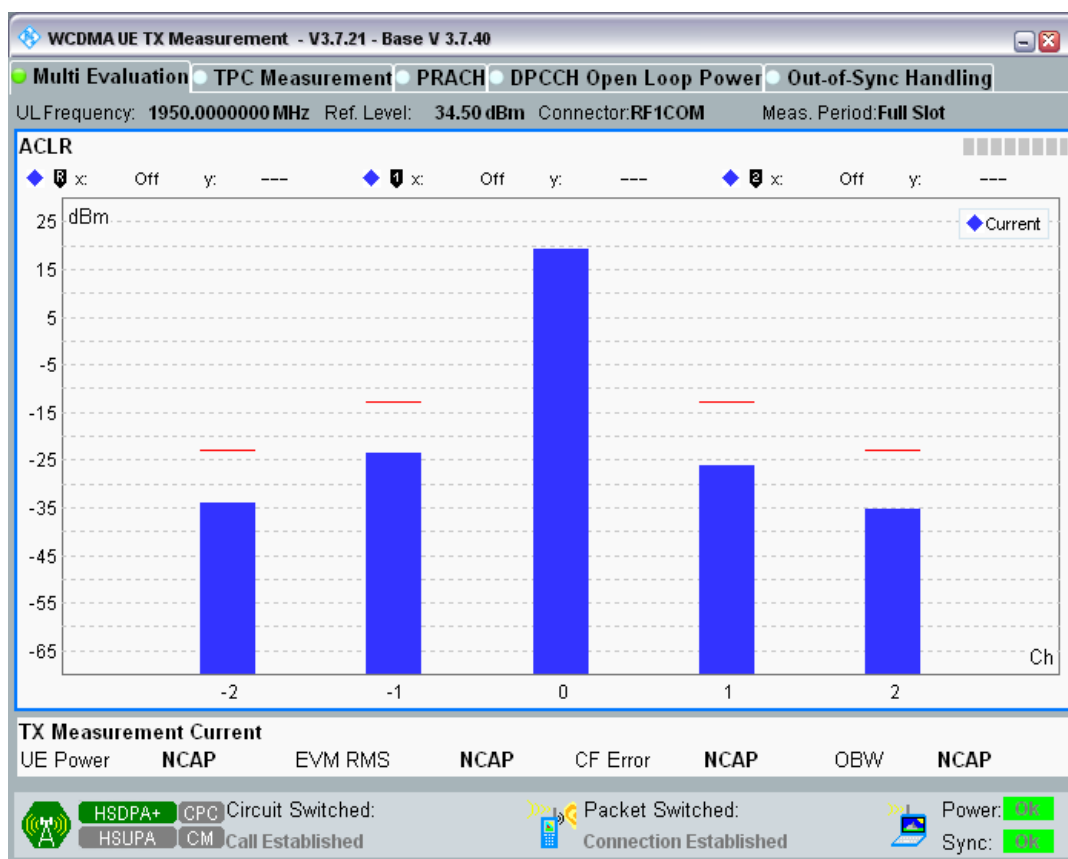 WCDMA UE TX Measurement - V3.7.21 - Base V 3.7.40
Multi Evaluation TPC Measurement PRACH DPCCH Open Loop Power Out-of-Sync Handling
UL Frequency: 1950.0000000 MHz Ref. Level: 34.50 dBm Connector:RF1COM Meas. Period:Full Slot
ACLR
R x: Off y: --- 1 x: Off y: --- 2 x: Off y: ---
dBm
Current
25
15
5
-5
-15
-25
-35
-45
-55
-65
Ch
-2 -1 0 1 2
TX Measurement Current
UE Power NCAP EVM RMS NCAP CF Error NCAP OBW NCAP
HSDPA+ CPC Circuit Switched: Packet Switched: Power: OK
HSUPA CM Call Established Connection Established Sync: OK